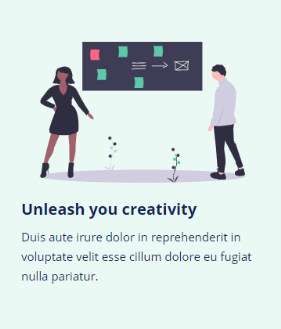 Unleash you creativity
Duis aute irure dolor in reprehenderit in
voluptate velit esse cillum dolore eu fugiat
nulla pariatur.